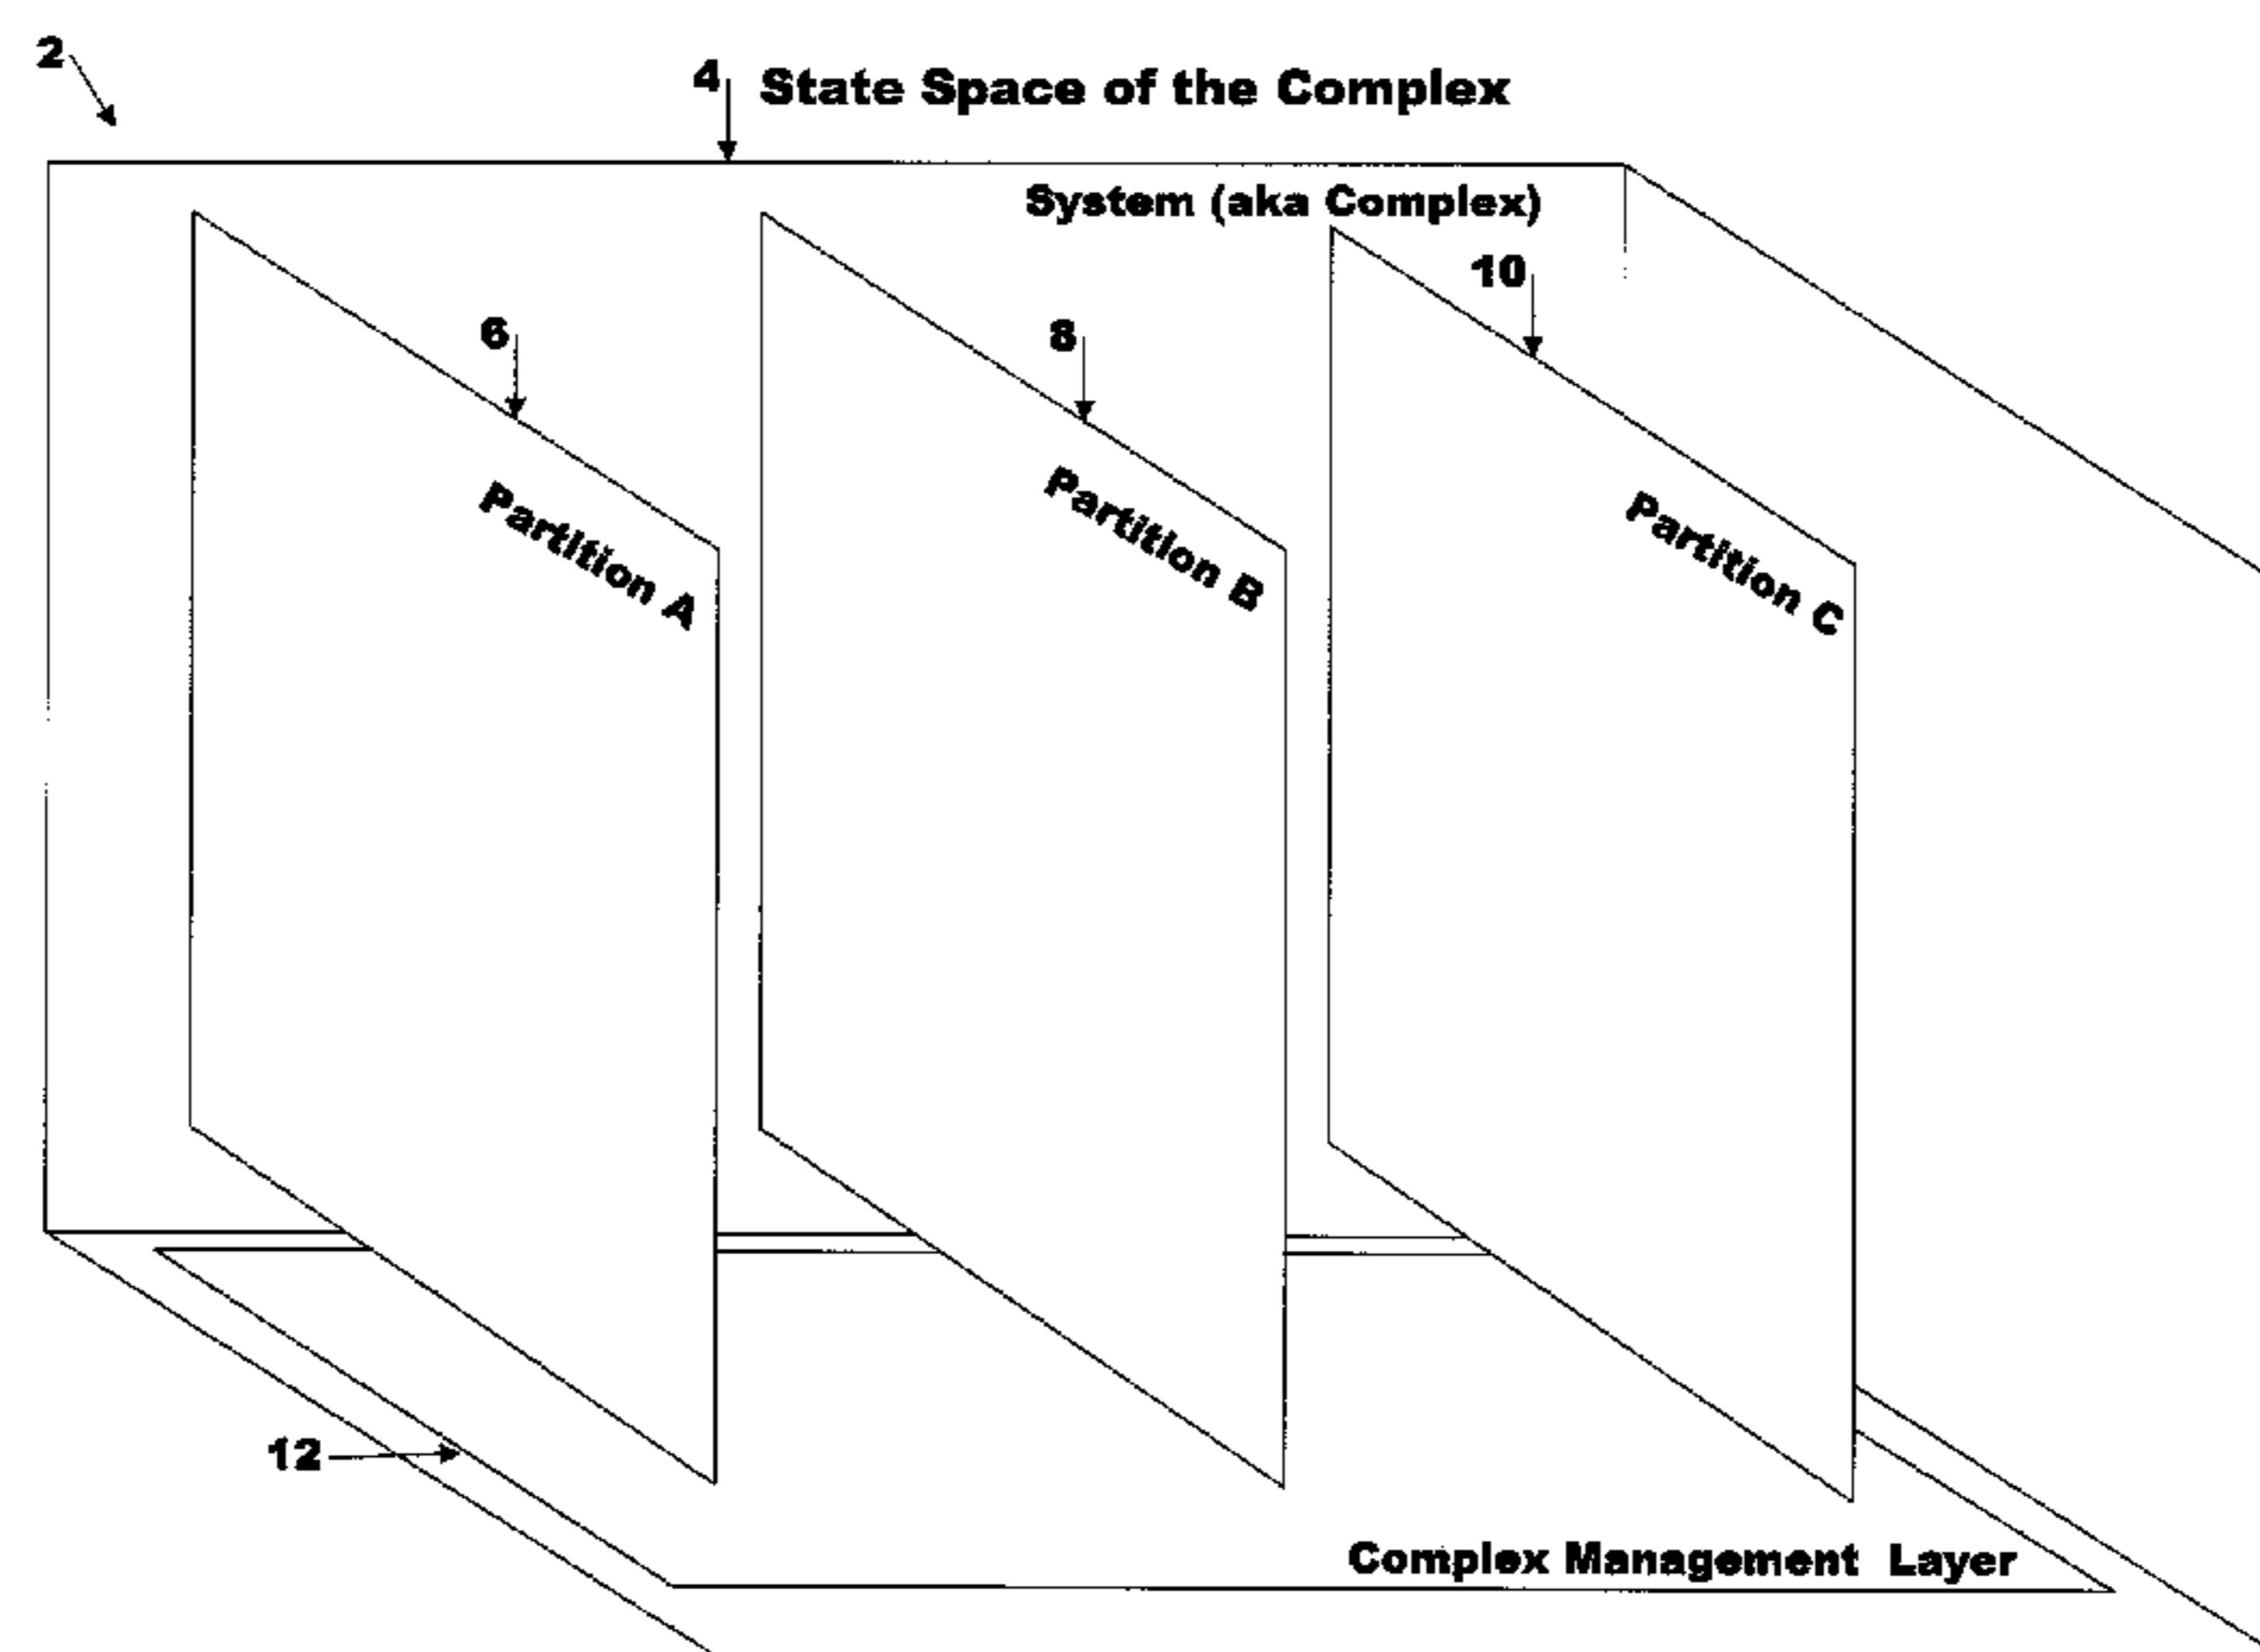 2
4 State Space of the Complex
System (aka Complex)
10
6
8
Partition A
Partition B
Partition C
12
Complex Management Layer